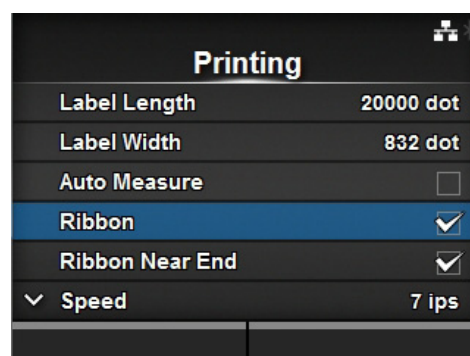 Printing
Label Length 20000 dot
Label Width 832 dot
Auto Measure
Ribbon
Ribbon Near End
Speed 7 ips